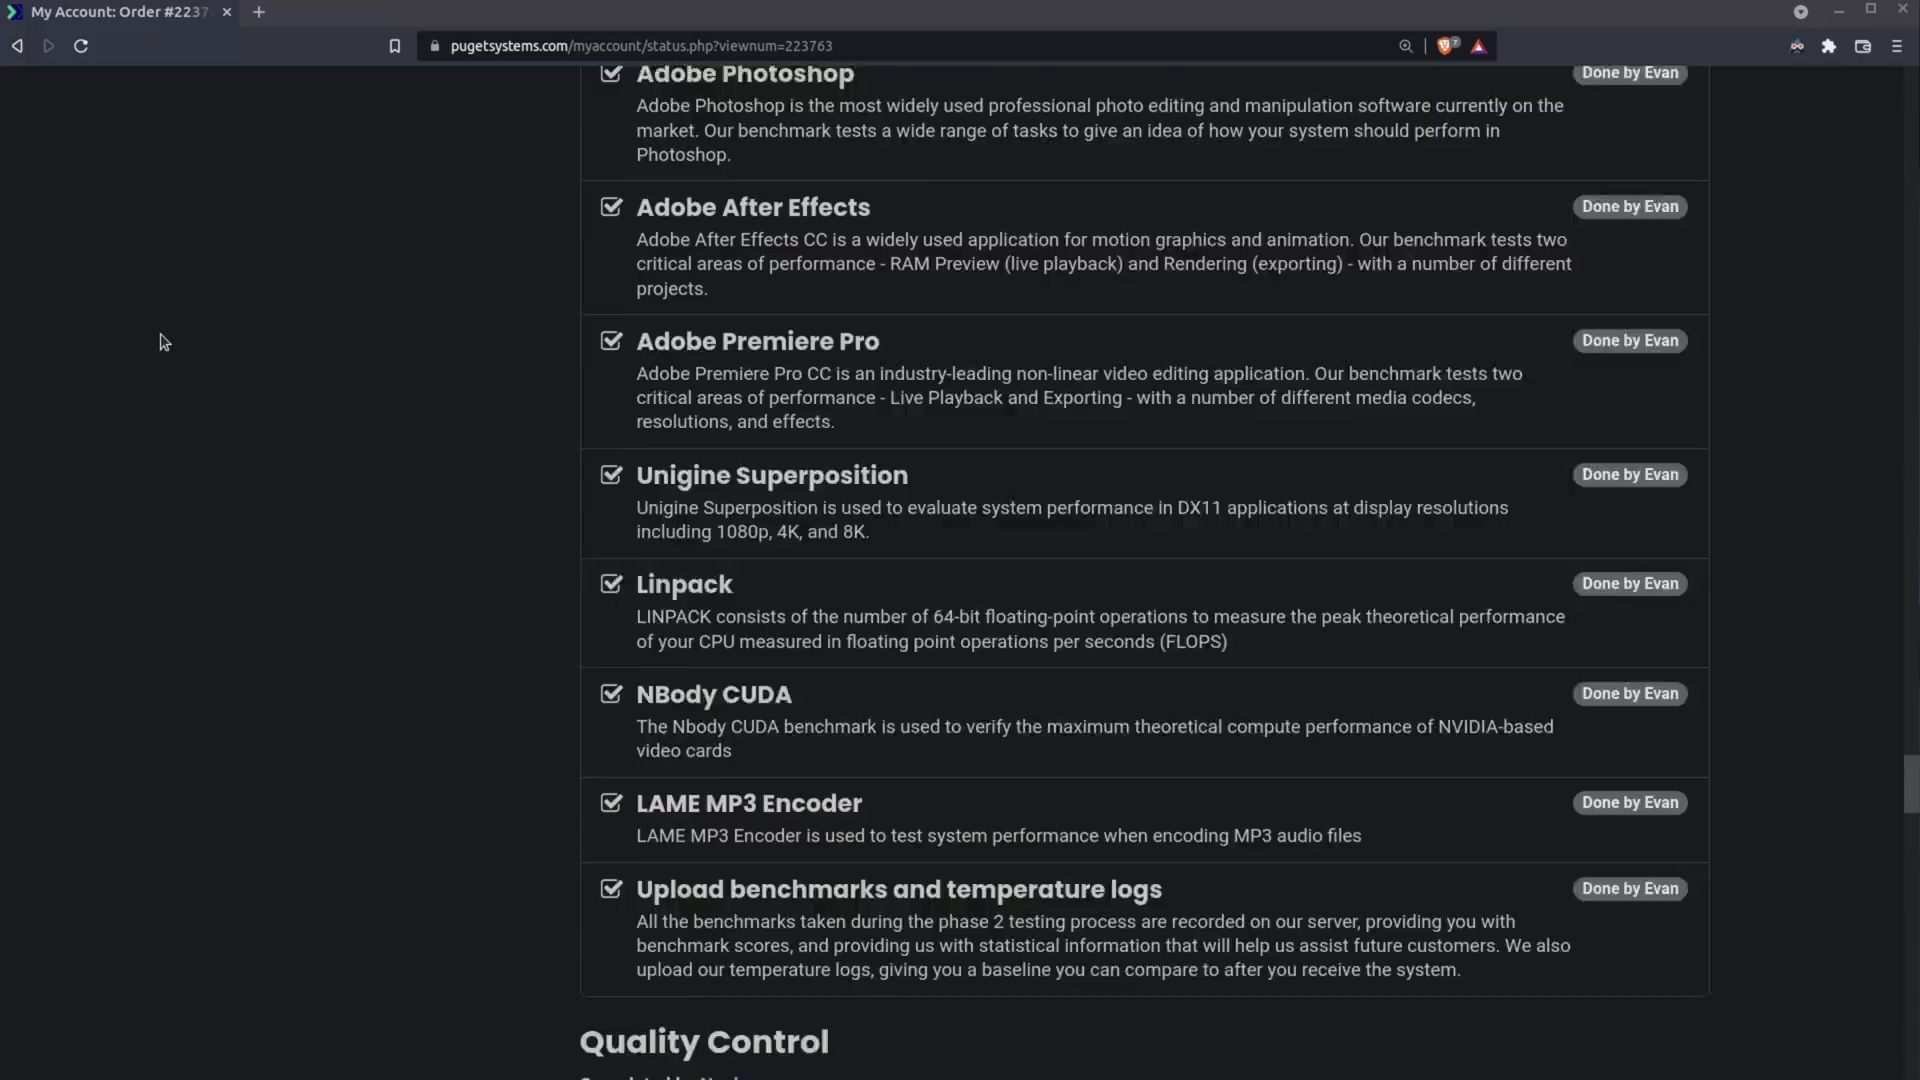 My Account: Order #2237
pugetsystems.com/myaccount/status.php?viewnum=223763
7
Adobe Photoshop
Done by Evan
Adobe Photoshop is the most widely used professional photo editing and manipulation software currently on the
market. Our benchmark tests a wide range of tasks to give an idea of how your system should perform in
Photoshop.
Adobe After Effects
Done by Evan
Adobe After Effects CC is a widely used application for motion graphics and animation. Our benchmark tests two
critical areas of performance - RAM Preview (live playback) and Rendering (exporting) - with a number of different
projects.
Adobe Premiere Pro
Done by Evan
Adobe Premiere Pro CC is an industry-leading non-linear video editing application. Our benchmark tests two
critical areas of performance - Live Playback and Exporting - with a number of different media codecs,
resolutions, and effects.
Unigine Superposition
Done by Evan
Unigine Superposition is used to evaluate system performance in DX11 applications at display resolutions
including 1080p, 4K, and 8K.
Linpack
Done by Evan
LINPACK consists of the number of 64-bit floating-point operations to measure the peak theoretical performance
of your CPU measured in floating point operations per seconds (FLOPS)
NBody CUDA
Done by Evan
The Nbody CUDA benchmark is used to verify the maximum theoretical compute performance of NVIDIA-based
video cards
LAME MP3 Encoder
Done by Evan
LAME MP3 Encoder is used to test system performance when encoding MP3 audio files
Upload benchmarks and temperature logs
Done by Evan
All the benchmarks taken during the phase 2 testing process are recorded on our server, providing you with
benchmark scores, and providing us with statistical information that will help us assist future customers. We also
upload our temperature logs, giving you a baseline you can compare to after you receive the system.
Quality Control